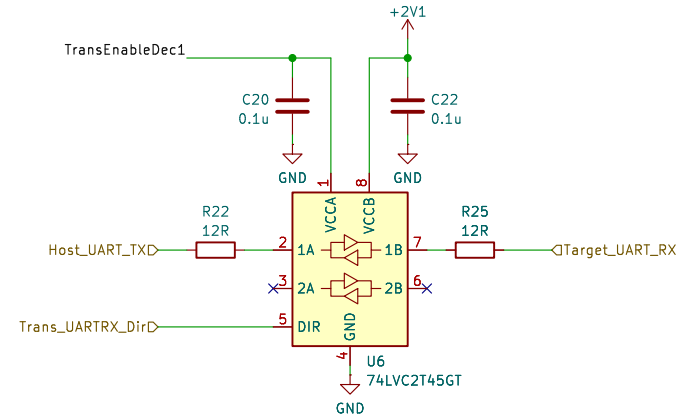 +2V1
TransEnableDec1
C20
0.1u
C22
0.1u
GND
GND
1
8
VCCA
VCCB
R22
12R
R25
12R
Host_UART_TX
2
1A
1B
7
Target_UART_RX
3
2A
2B
6
Trans_UARTRX_Dir
5
DIR
GND
4
U6
74LVC2T45GT
GND